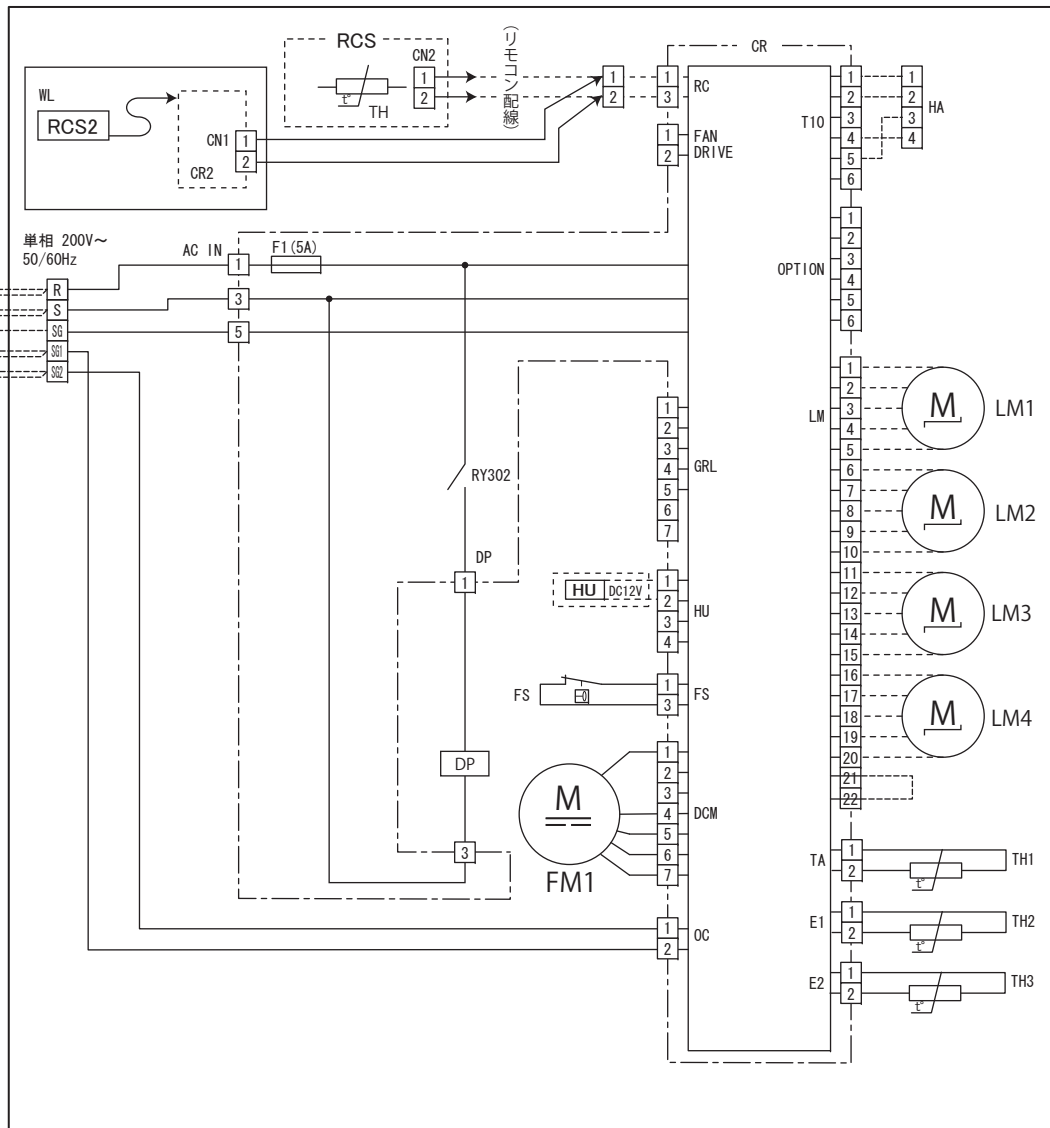 RCS
CN2
1
2
t°
TH
(リモコン配線)
1
2
CR
1
3
RC
1
2
FAN
DRIVE
T10
1
2
3
4
5
6
1
2
3
4
HA
WL
RCS2
CN1
1
2
CR2
単相 200V～
50/60Hz
R
S
SG
SG1
SG2
AC IN
1
3
5
F1(5A)
OPTION
1
2
3
4
5
6
RY302
DP
1
DP
3
1
2
3
4
5
6
7
GRL
HU
DC12V
1
2
3
4
HU
FS
1
3
FS
M
FM1
1
2
3
4
5
6
7
DCM
1
2
OC
LM
1
2
3
4
5
6
7
8
9
10
11
12
13
14
15
16
17
18
19
20
21
22
M
LM1
M
LM2
M
LM3
M
LM4
TA
1
2
t°
TH1
E1
1
2
t°
TH2
E2
1
2
t°
TH3